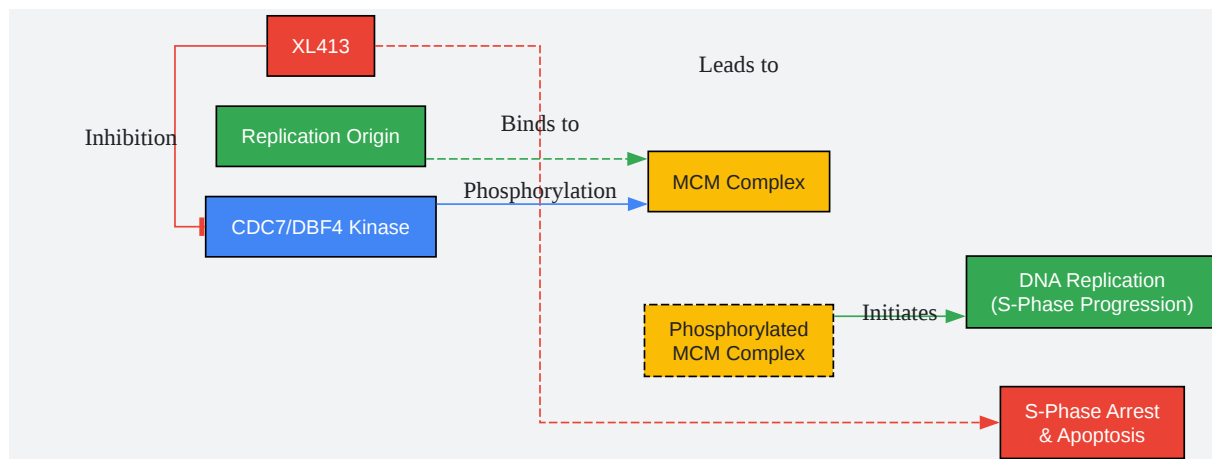 XL413
Leads to
Inhibition
Replication Origin
Binds to
MCM Complex
Phosphorylation
CDC7/DBF4 Kinase
DNA Replication
(S-Phase Progression)
Phosphorylated
MCM Complex
Initiates
S-Phase Arrest
& Apoptosis